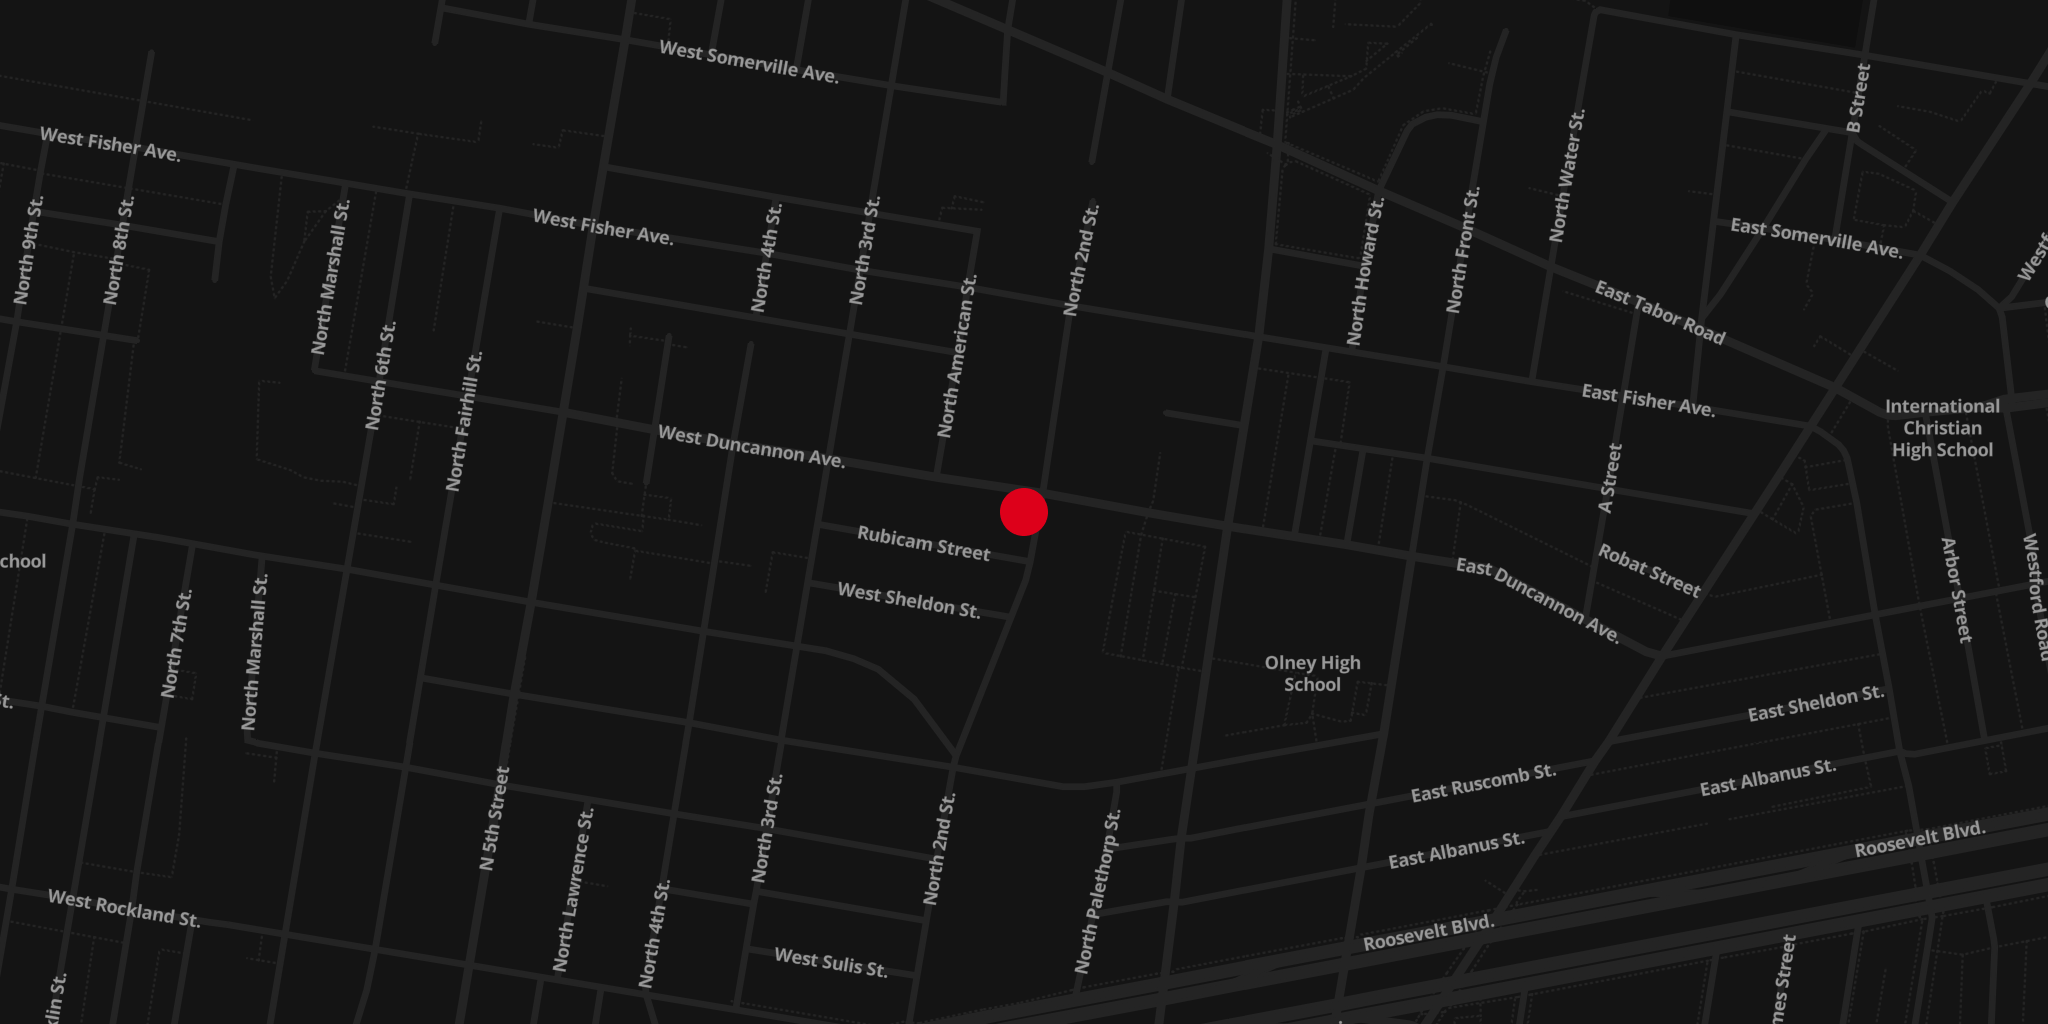 West Somerville Ave.
B Street
West Fisher Ave.
North Water St.
North 9th St.
North 8th St.
North Marshall St.
West Fisher Ave.
North 4th St.
North 3rd St.
North 2nd St.
North Howard St.
North Front St.
East Somerville Ave.
North American St.
East Tabor Road
North 6th St.
North Fairhill St.
East Fisher Ave.
International
Christian
High School
West Duncannon Ave.
A Street
Rubicam Street
chool
East Duncannon Ave.
Robat Street
Arbor Street
Westford Road
West Sheldon St.
North 7th St.
North Marshall St.
Olney High
School
St.
East Sheldon St.
East Ruscomb St.
East Albanus St.
N 5th Street
North Lawrence St.
North 3rd St.
North 2nd St.
North Palethorp St.
East Albanus St.
Roosevelt Blvd.
West Rockland St.
North 4th St.
Roosevelt Blvd.
West Sulis St.
mes Street
klin St.